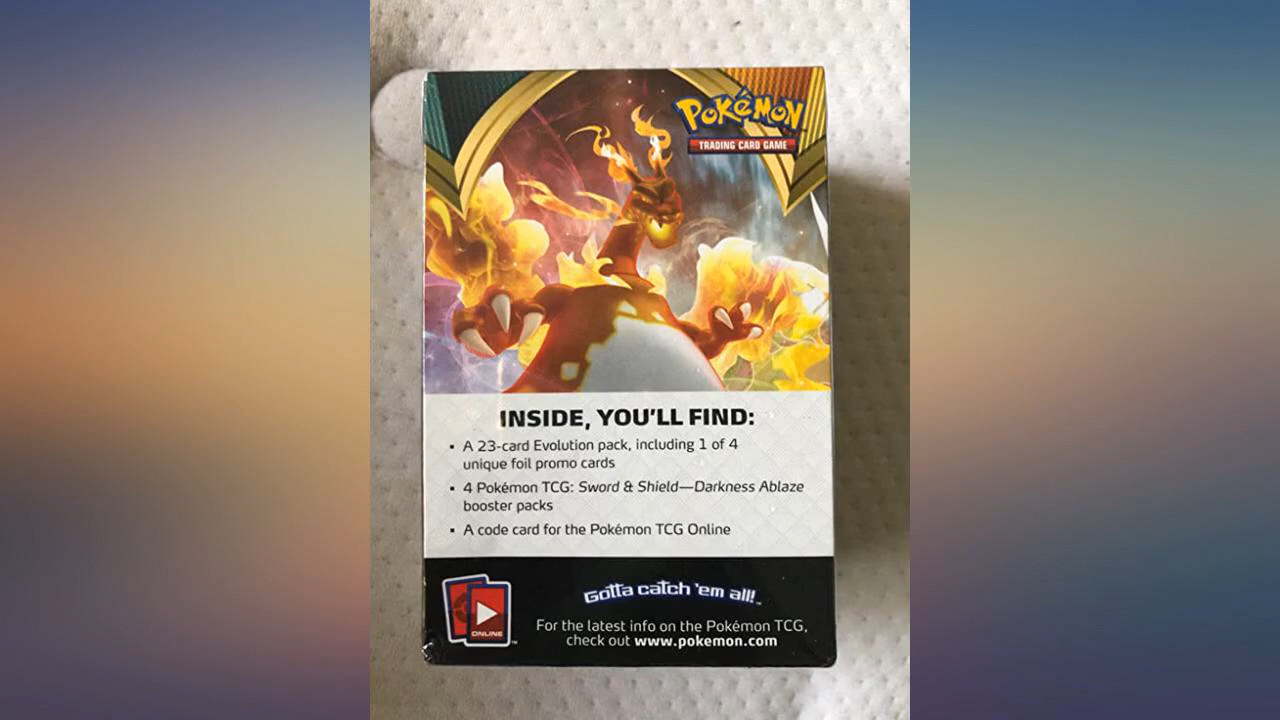 POKéMON
TRADING CARD GAME
INSIDE, YOU'LL FIND:
▪ A 23-card Evolution pack, including 1 of 4
unique foil promo cards
▪ 4 Pokémon TCG: Sword & Shield—Darkness Ablaze
booster packs
▪ A code card for the Pokémon TCG Online
Gotta catch 'em all!™
ONLINE™
For the latest info on the Pokémon TCG,
check out www.pokemon.com